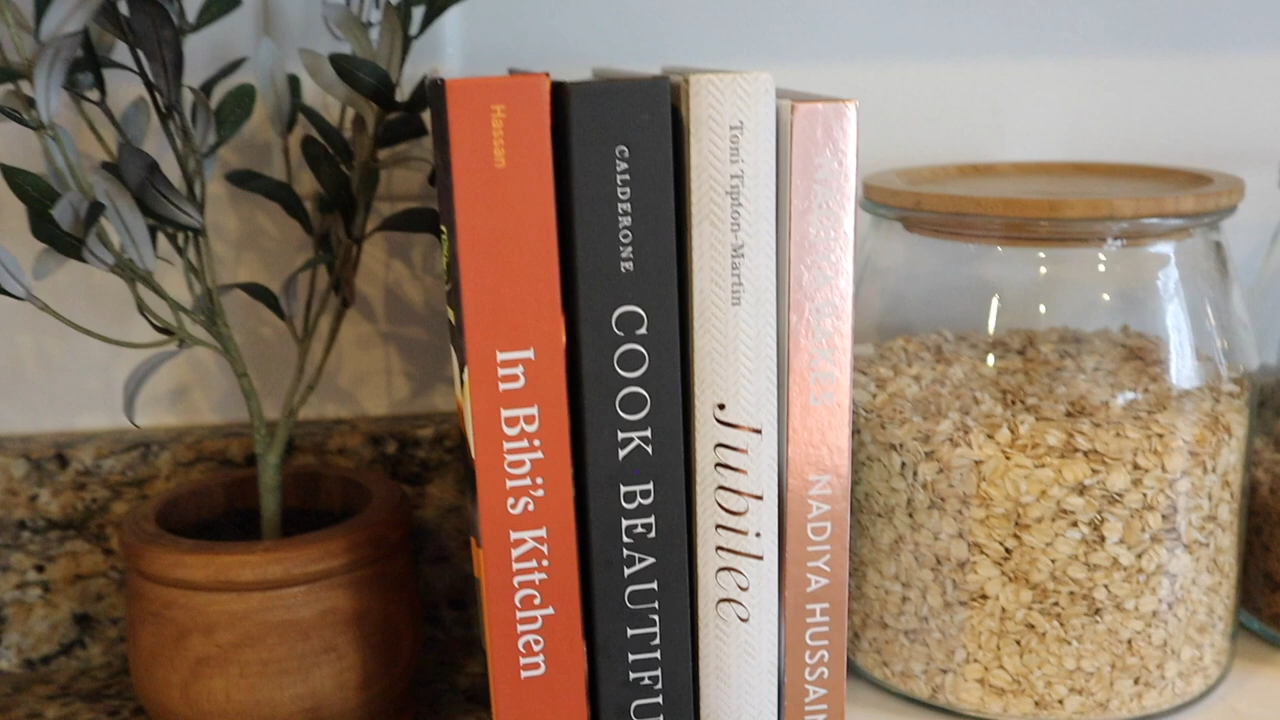 Hassan
In Bibi's Kitchen
CALDERONE
COOK BEAUTIFU
Toni Tipton-Martin
Jubilee
NADIYA HUSSAIN